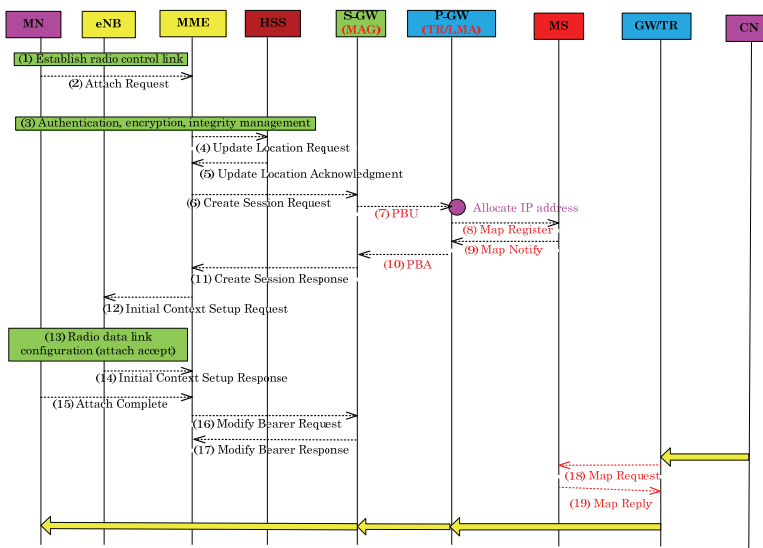 MN
eNB
MME
HSS
S-GW
(MAG)
P-GW
(TR/LMA)
MS
GW/TR
CN
(1) Establish radio control link
(2) Attach Request
(3) Authentication, encryption, integrity management
(4) Update Location Request
(5) Update Location Acknowledgment
(6) Create Session Request
(7) PBU
Allocate IP address
(8) Map Register
(9) Map Notify
(10) PBA
(11) Create Session Response
(12) Initial Context Setup Request
(13) Radio data link
configuration (attach accept)
(14) Initial Context Setup Response
(15) Attach Complete
(16) Modify Bearer Request
(17) Modify Bearer Response
(18) Map Request
(19) Map Reply